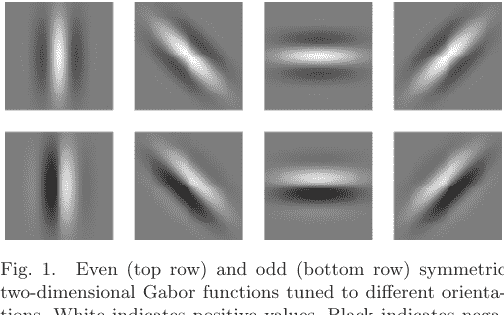 Fig. 1. Even (top row) and odd (bottom row) symmetric
two-dimensional Gabor functions tuned to different orienta-
tions. White indicates positive values. Black indicates nega-